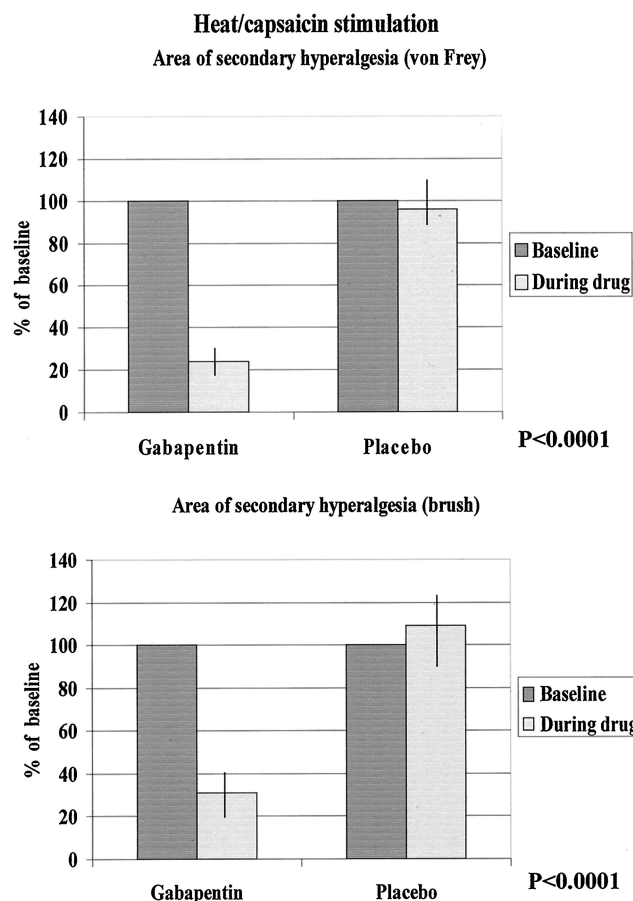 Heat/capsaicin stimulation
Area of secondary hyperalgesia (von Frey)
140
120
100
80
60
40
20
0
% of baseline
Gabapentin
Placebo
Baseline
During drug
P<0.0001
Area of secondary hyperalgesia (brush)
140
120
100
80
60
40
20
0
% of baseline
Gabapentin
Placebo
Baseline
During drug
P<0.0001